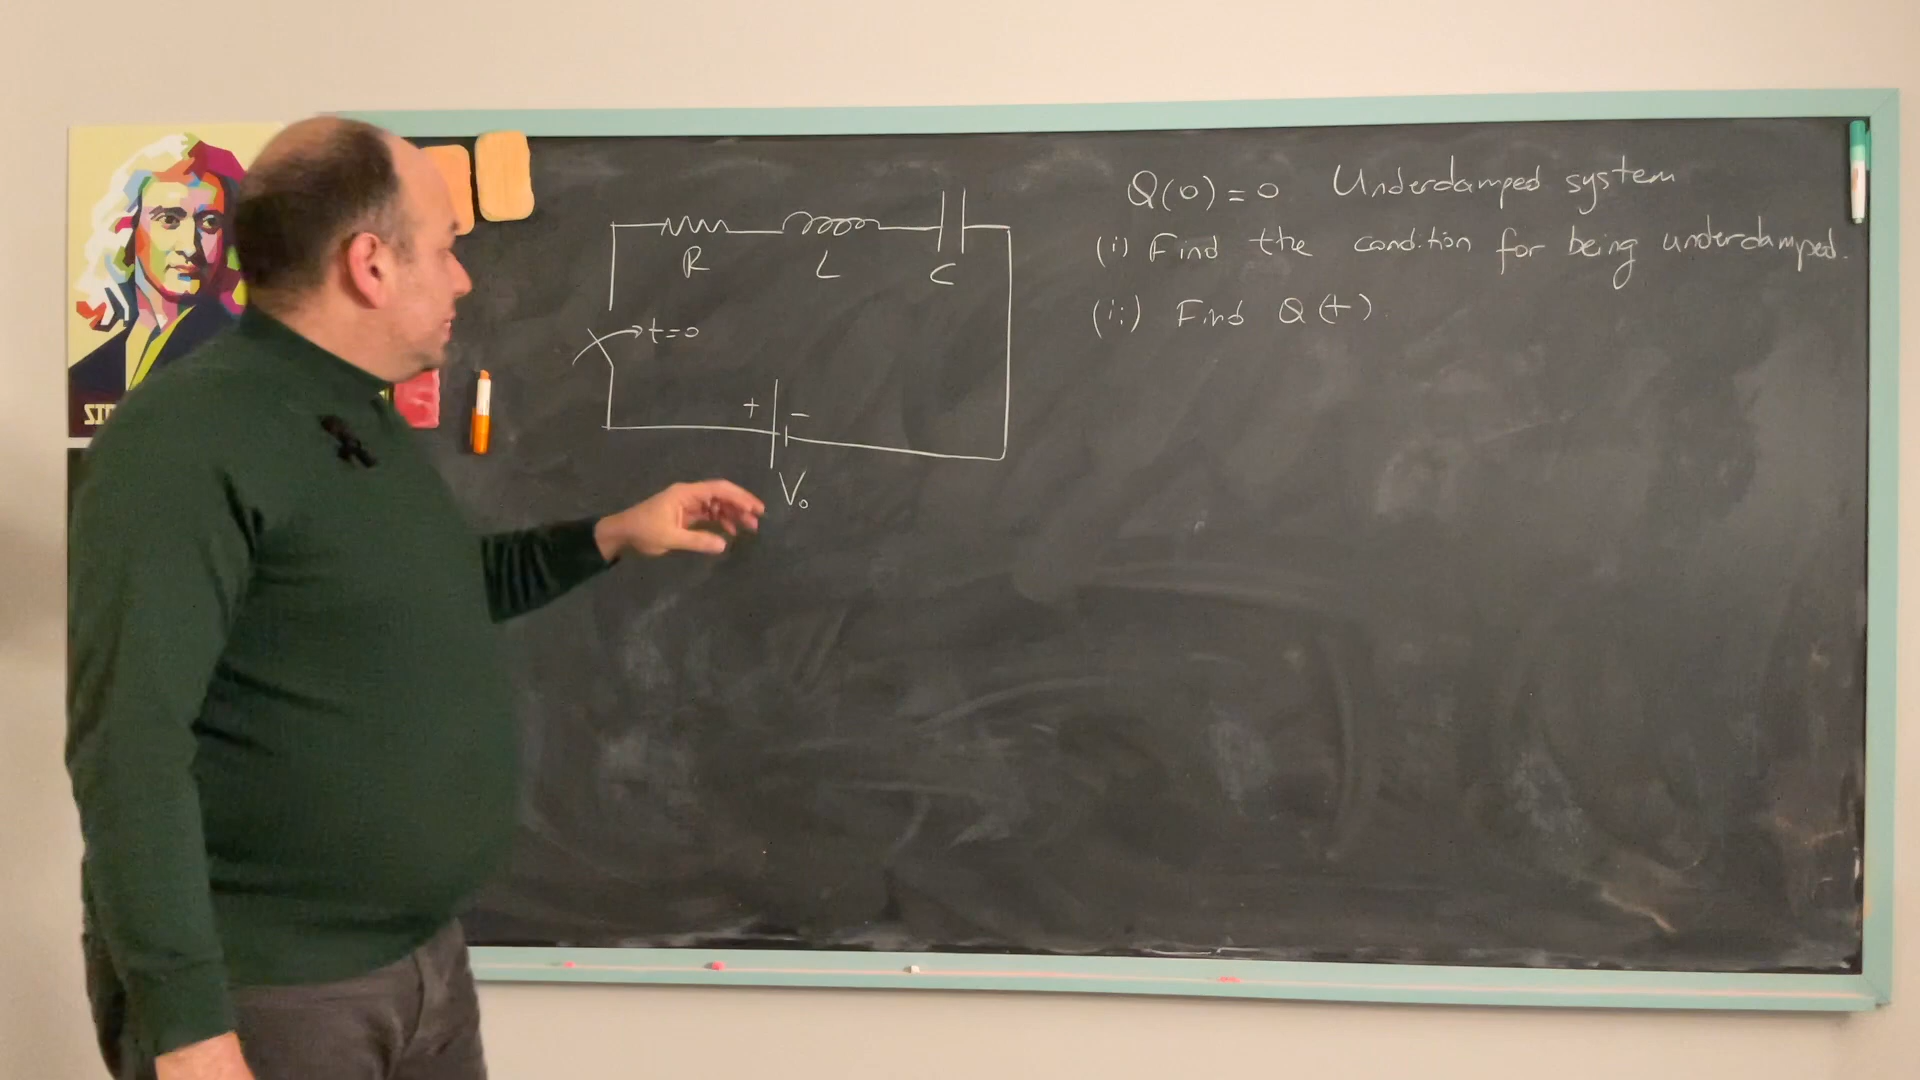 Q(0) = 0 Underdamped system
(i) Find the condition for being underdamped.
(ii) Find Q(t)
R L C
t=0
+ -
V₀